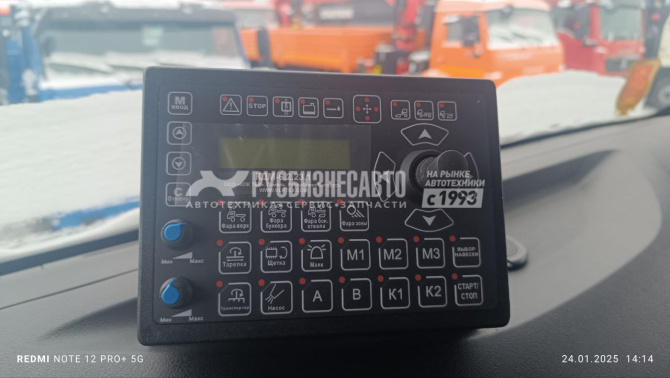 M
ВВОД
STOP
C
РУСБИЗНЕСАВТО
АВТОТЕХНИКА•СЕРВИС•ЗАПЧАСТИ
НА РЫНКЕ
АВТОТЕХНИКИ
с 1993
Фара верх
Фара бункера
Фара бок. отвала
Фара зоны
Мин Макс
Тарелка
Щетка
Маяк
M1
M2
M3
ВЫБОР
НАВЕСКИ
Мин Макс
Транспортер
Насос
A
B
K1
K2
СТАРТ/
СТОП
REDMI NOTE 12 PRO+ 5G
24.01.2025 14:14